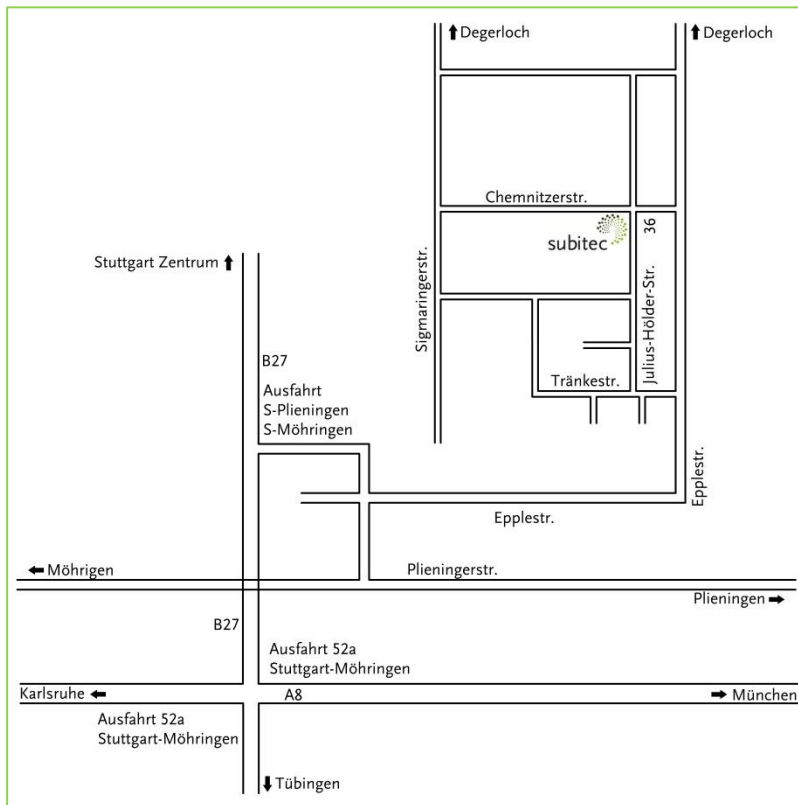 Degerloch
Degerloch
Chemnitzerstr.
subitec
36
Stuttgart Zentrum
Sigmaringerstr.
Julius-Hölder-Str.
B27
Ausfahrt
S-Plieningen
S-Möhringen
Tränkestr.
Epplestr.
Epplestr.
Möhrigen
Plieningerstr.
Plieningen
B27
Ausfahrt 52a
Stuttgart-Möhringen
Karlsruhe
A8
München
Ausfahrt 52a
Stuttgart-Möhringen
Tübingen